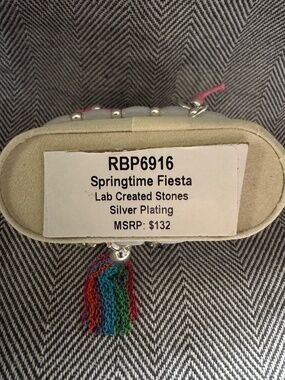 RBP6916
Springtime Fiesta
Lab Created Stones
Silver Plating
MSRP: $132